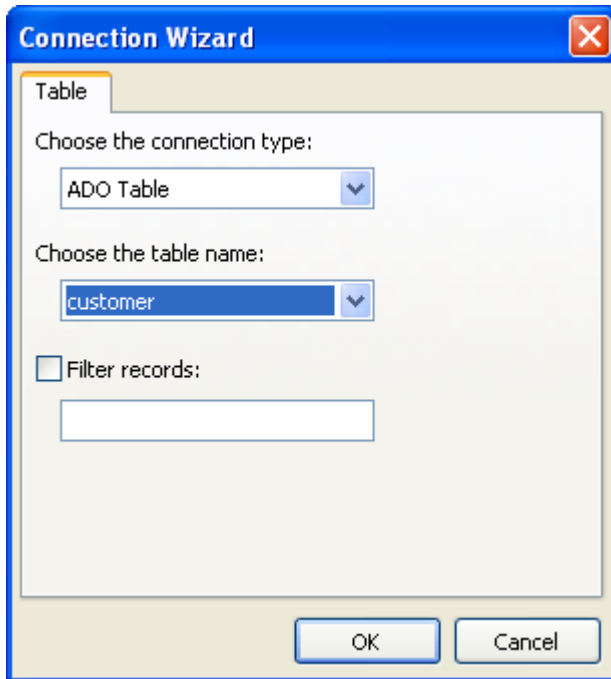 Connection Wizard
Table
Choose the connection type:
ADO Table
Choose the table name:
customer
Filter records:
OK Cancel